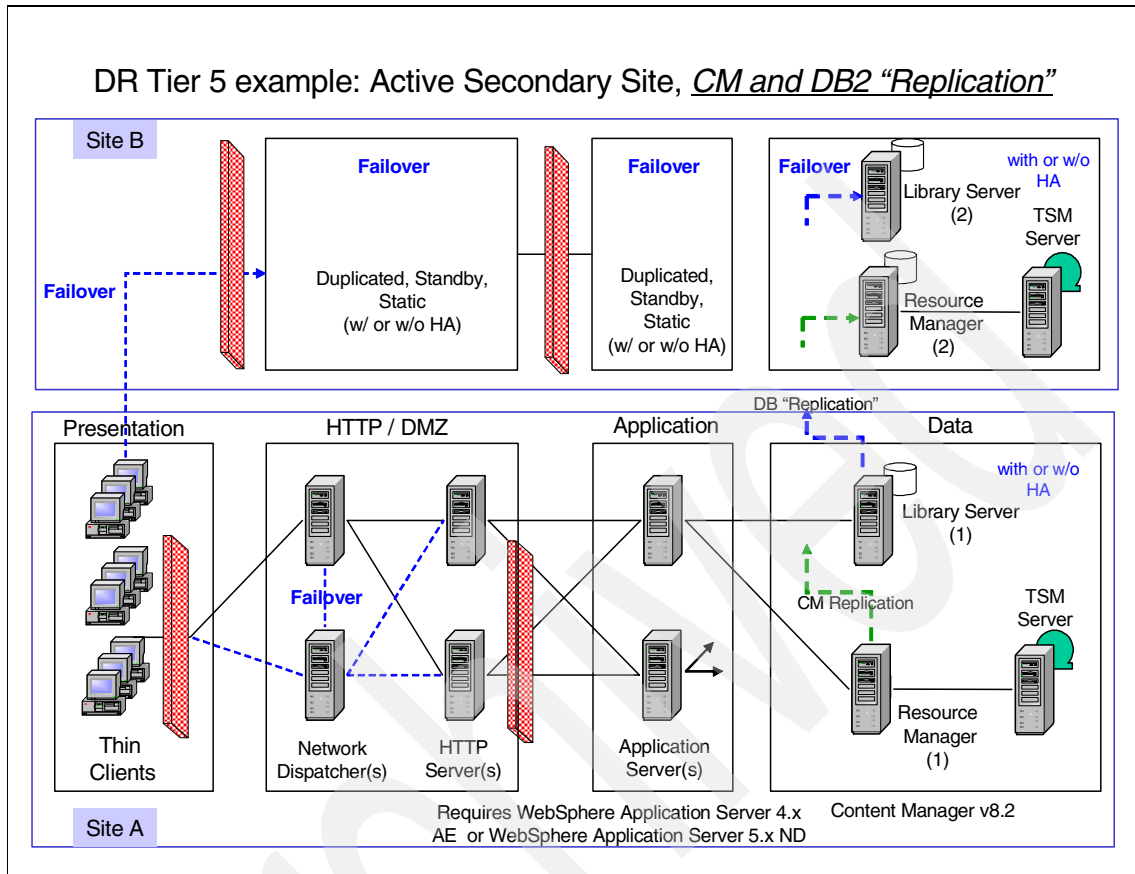 DR Tier 5 example: Active Secondary Site, CM and DB2 “Replication”
Site B
Failover
Failover
Duplicated, Standby,
Static
(w/ or w/o HA)
Failover
Duplicated,
Standby,
Static
(w/ or w/o HA)
Failover
Library Server
(2)
with or w/o
HA
TSM
Server
Resource
Manager
(2)
DB “Replication”
Presentation
HTTP / DMZ
Application
Data
with or w/o
HA
Library Server
(1)
Failover
CM Replication
TSM
Server
Thin
Clients
Network
Dispatcher(s)
HTTP
Server(s)
Application
Server(s)
Resource
Manager
(1)
Site A
Requires WebSphere Application Server 4.x
AE or WebSphere Application Server 5.x ND
Content Manager v8.2